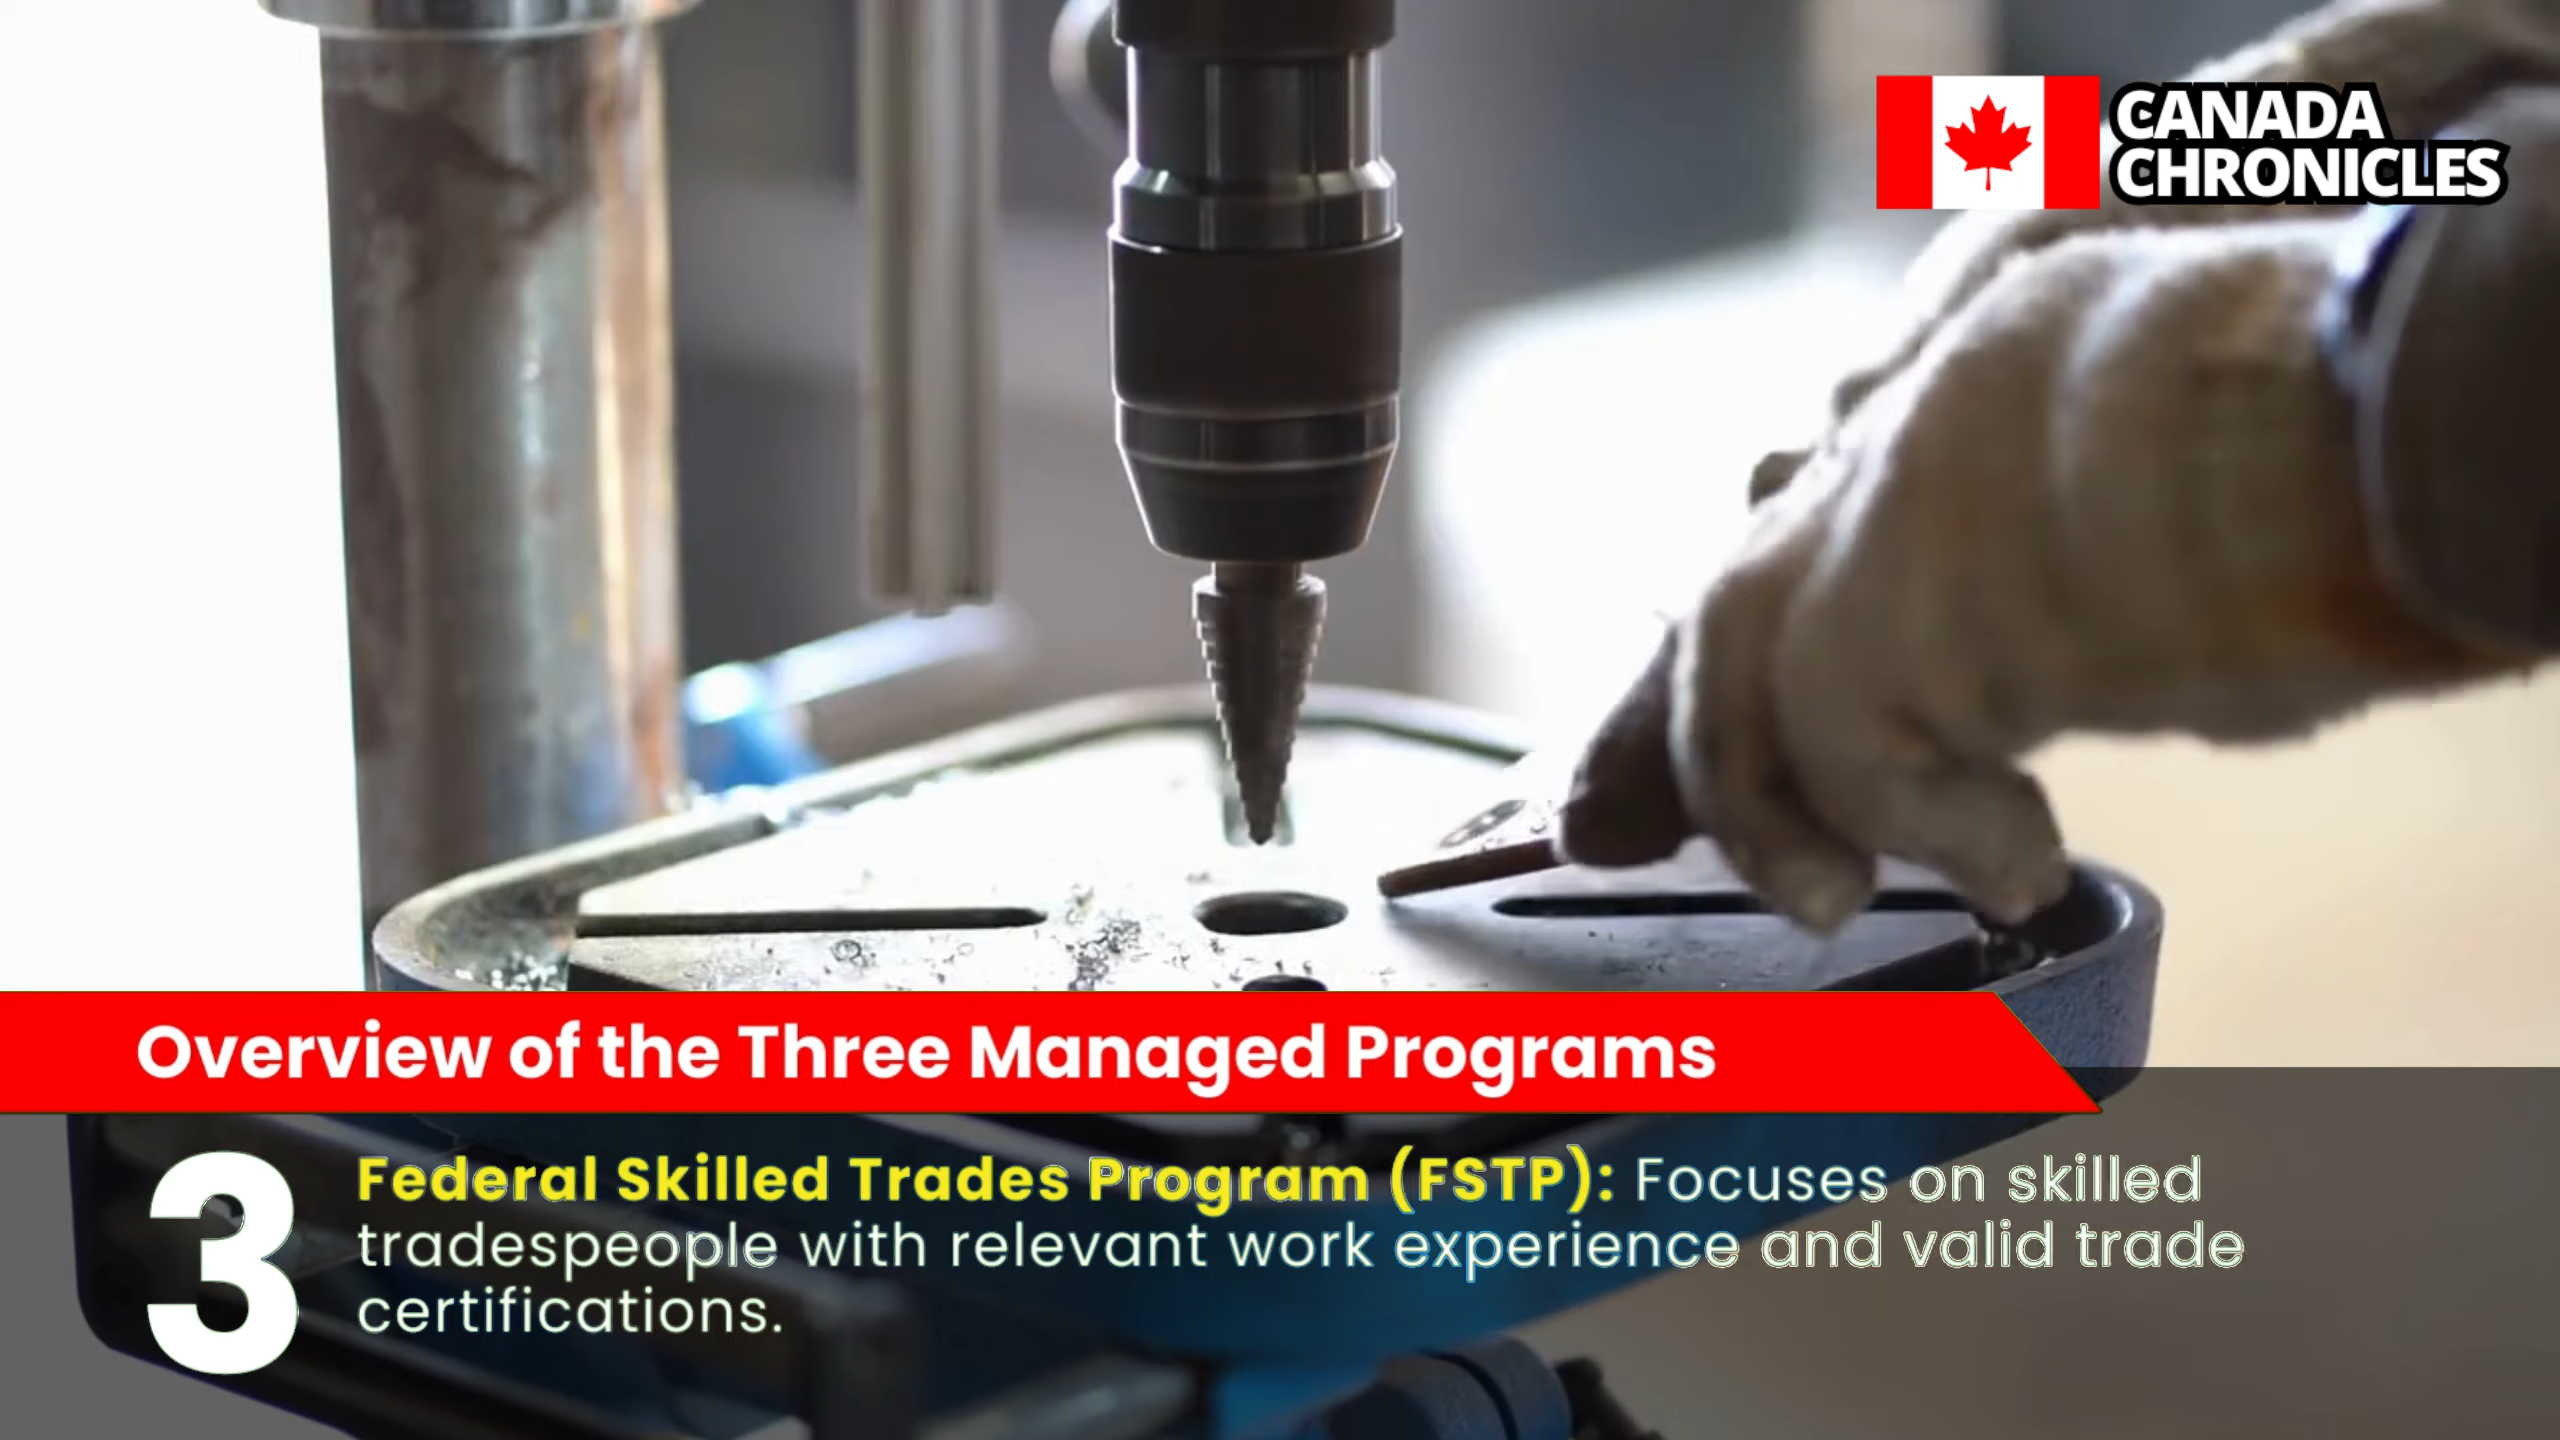 CANADA
CHRONICLES
Overview of the Three Managed Programs
3
Federal Skilled Trades Program (FSTP): Focuses on skilled
tradespeople with relevant work experience and valid trade
certifications.